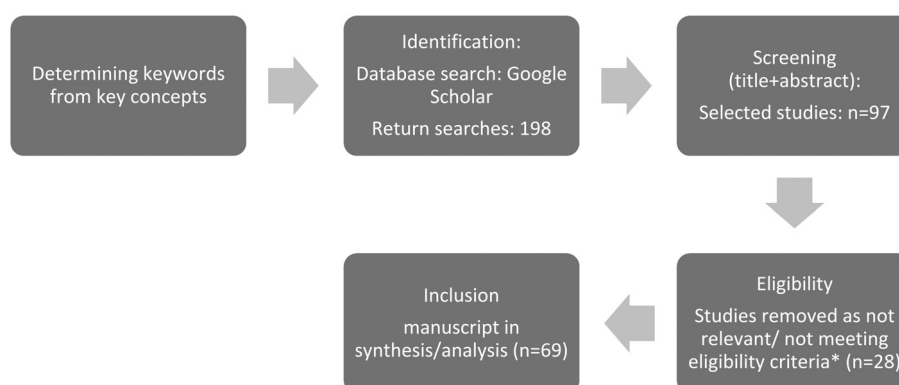 Determining keywords
from key concepts
Identification:
Database search: Google
Scholar
Return searches: 198
Screening
(title+abstract):
Selected studies: n=97
Eligibility
Studies removed as not
relevant/ not meeting
eligibility criteria* (n=28)
Inclusion
manuscript in
synthesis/analysis (n=69)